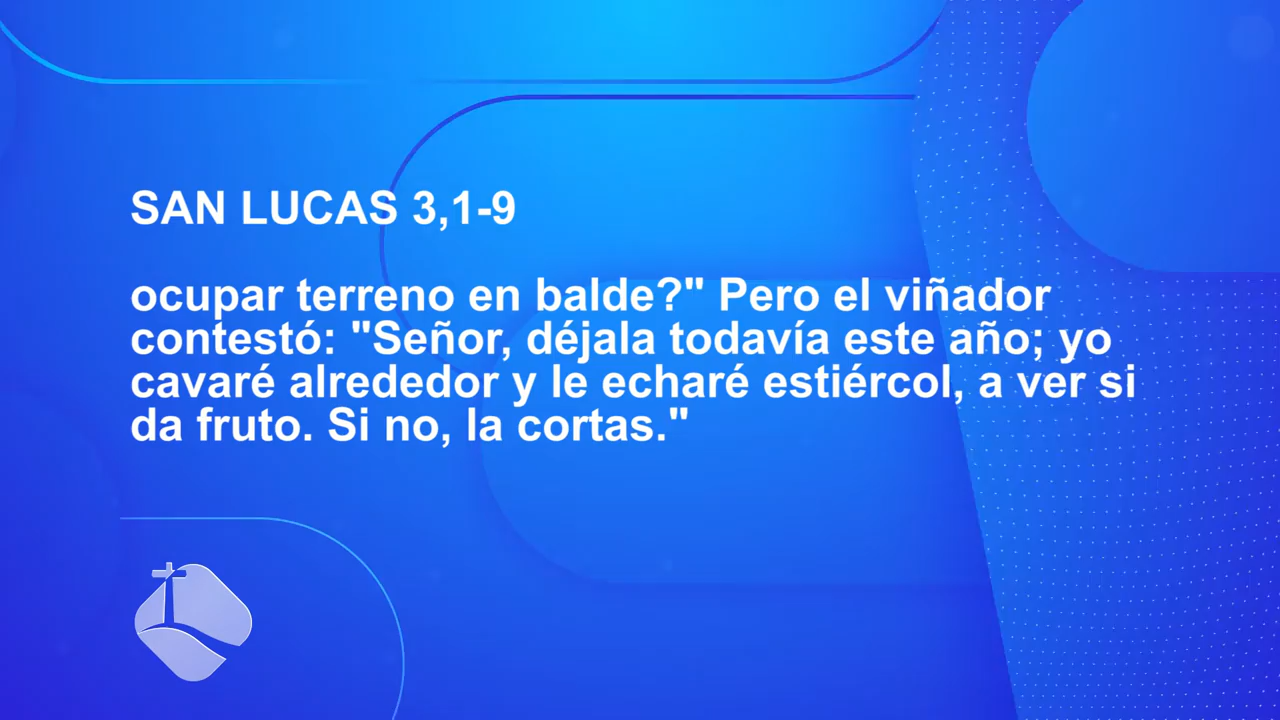 SAN LUCAS 3,1-9
ocupar terreno en balde?" Pero el viñador
contestó: "Señor, déjala todavía este año; yo
cavaré alrededor y le echaré estiércol, a ver si
da fruto. Si no, la cortas."